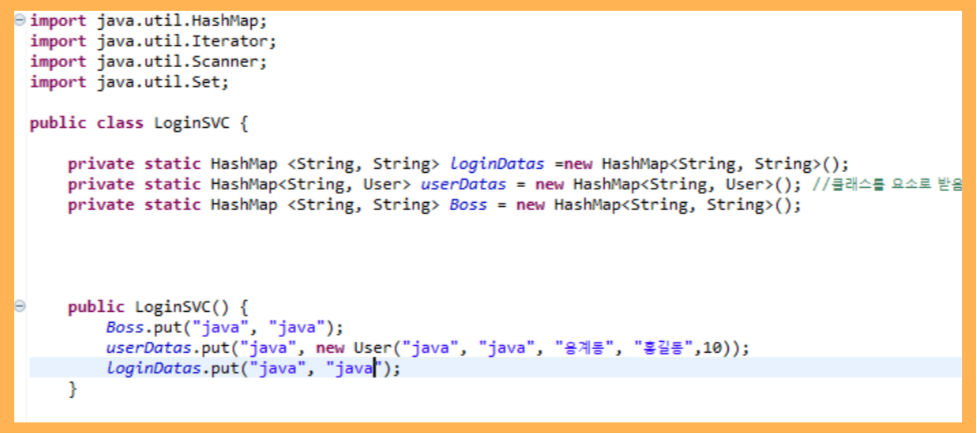 import java.util.HashMap;
import java.util.Iterator;
import java.util.Scanner;
import java.util.Set;
public class LoginSVC {
private static HashMap <String, String> loginDatas =new HashMap<String, String>();
private static HashMap<String, User> userDatas = new HashMap<String, User>(); //클래스를 요소로 받음
private static HashMap <String, String> Boss = new HashMap<String, String>();
public LoginSVC() {
Boss.put("java", "java");
userDatas.put("java", new User("java", "java", "용계동", "홍길동",10));
loginDatas.put("java", "java");
}